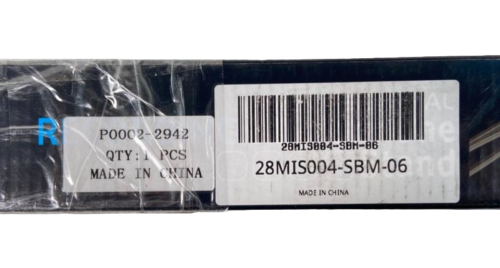 R
P0002-2942
QTY:1 PCS
MADE IN CHINA
28MIS004-SBM-06
28MIS004-SBM-06
MADE IN CHINA